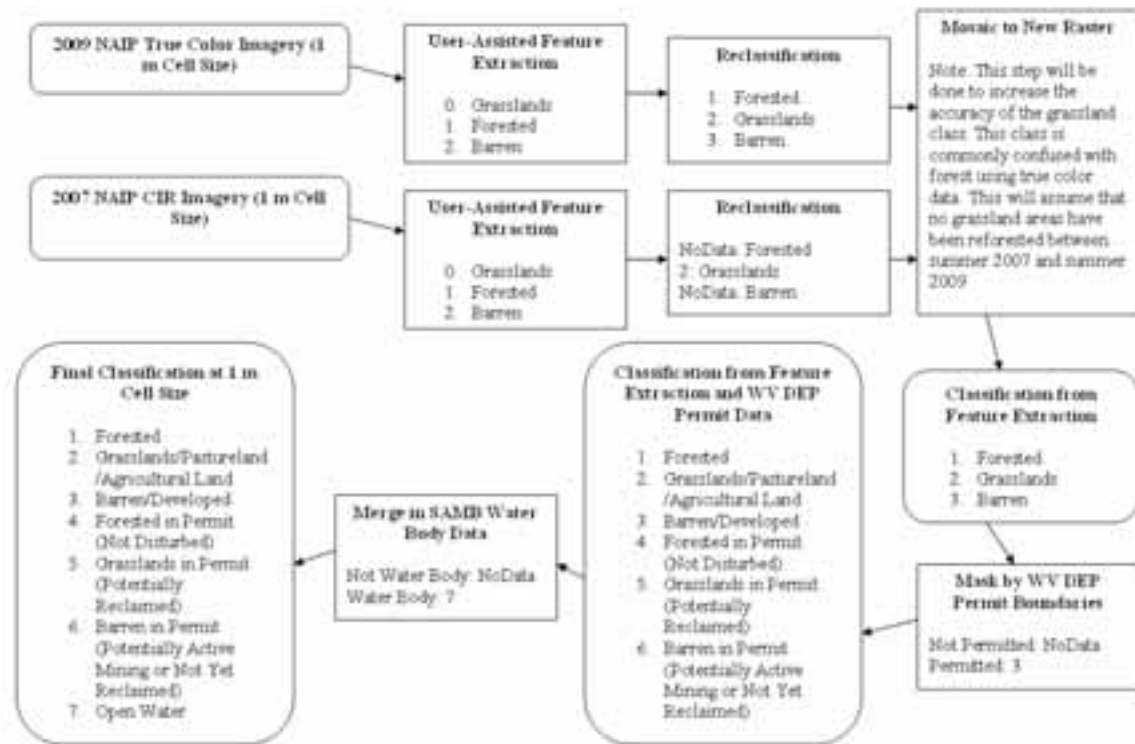 2009 NAIP True Color Imagery (1
m Cell Size)
User-Assisted Feature
Extraction
0. Grasslands
1. Forested
2. Barren
Reclassification
1. Forested
2. Grasslands
3. Barren
Mosaic to New Raster
Note: This step will be
done to increase the
accuracy of the grassland
class. This class is
commonly confused with
forest using true color
data. This will assume that
no grassland areas have
been reforested between
summer 2007 and summer
2009
2007 NAIP CIR Imagery (1 m Cell
Size)
User-Assisted Feature
Extraction
0. Grasslands
1. Forested
2. Barren
Reclassification
NoData: Forested
2: Grasslands
NoData: Barren
Classification from
Feature Extraction
1. Forested
2. Grasslands
3. Barren
Mask by WV DEP
Permit Boundaries
Not Permitted: NoData
Permitted: 3
Classification from Feature
Extraction and WV DEP
Permit Data
1. Forested
2. Grasslands/Pastureland
/Agricultural Land
3. Barren/Developed
4. Forested in Permit
(Not Disturbed)
5. Grasslands in Permit
(Potentially
Reclaimed)
6. Barren in Permit
(Potentially Active
Mining or Not Yet
Reclaimed)
Merge in SAMB Water
Body Data
Not Water Body: NoData
Water Body: 7
Final Classification at 1 m
Cell Size
1. Forested
2. Grasslands/Pastureland
/Agricultural Land
3. Barren/Developed
4. Forested in Permit
(Not Disturbed)
5. Grasslands in Permit
(Potentially
Reclaimed)
6. Barren in Permit
(Potentially Active
Mining or Not Yet
Reclaimed)
7. Open Water